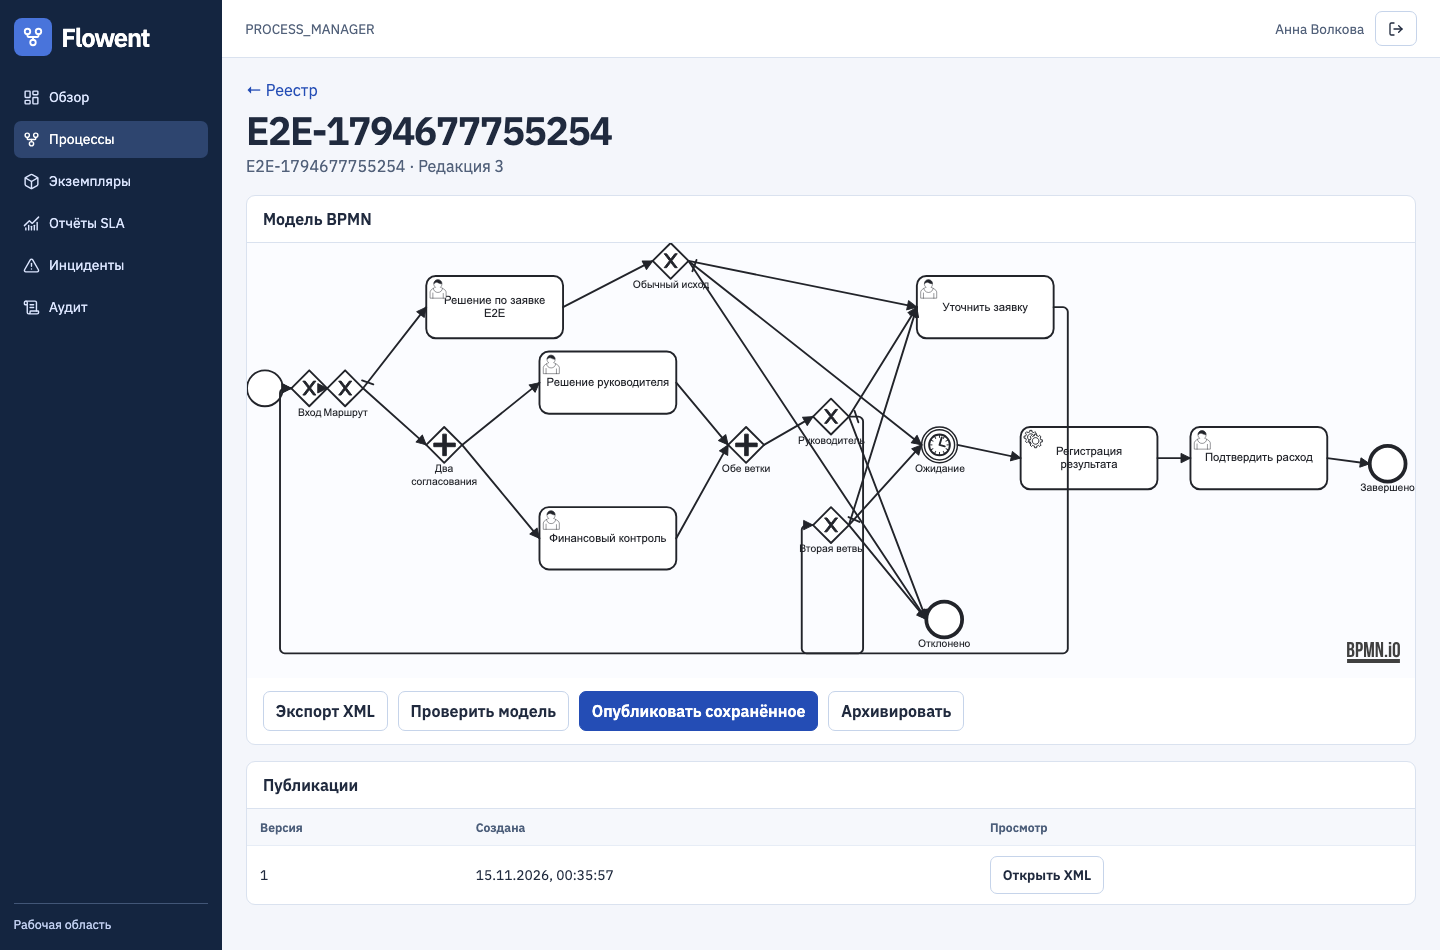 Flowent
Обзор
Процессы
Экземпляры
Отчёты SLA
Инциденты
Аудит
Рабочая область
PROCESS_MANAGER
Анна Волкова
← Реестр
E2E-1794677755254
E2E-1794677755254 · Редакция 3
Модель BPMN
Обычный исход
Решение по заявке
E2E
Уточнить заявку
Решение руководителя
Вход
Маршрут
Руководитель
Два
согласования
Обе ветки
Ожидание
Регистрация
результата
Подтвердить расход
Завершено
Финансовый контроль
Вторая ветвь
Отклонено
BPMN.iO
Экспорт XML
Проверить модель
Опубликовать сохранённое
Архивировать
Публикации
Версия
Создана
Просмотр
1
15.11.2026, 00:35:57
Открыть XML